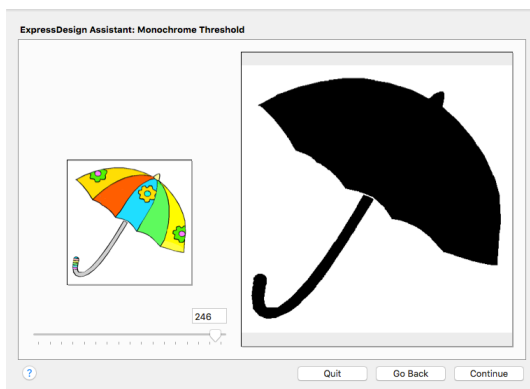 ExpressDesign Assistant: Monochrome Threshold
246
?
Quit
Go Back
Continue